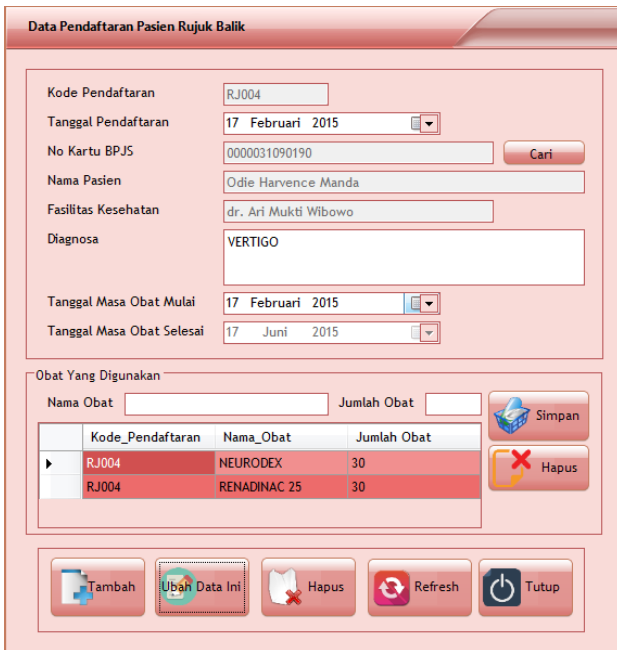 Data Pendaftaran Pasien Rujuk Balik
Kode Pendaftaran RJ004
Tanggal Pendaftaran 17 Februari 2015
No Kartu BPJS 0000031090190 Cari
Nama Pasien Odie Harvence Manda
Fasilitas Kesehatan dr. Ari Mukti Wibowo
Diagnosa VERTIGO
Tanggal Masa Obat Mulai 17 Februari 2015
Tanggal Masa Obat Selesai 17 Juni 2015
Obat Yang Digunakan
Nama Obat Jumlah Obat Simpan
Kode_Pendaftaran Nama_Obat Jumlah Obat
RJ004 NEURODEX 30 Hapus
RJ004 RENADINAC 25 30
Tambah Ubah Data Ini Hapus Refresh Tutup